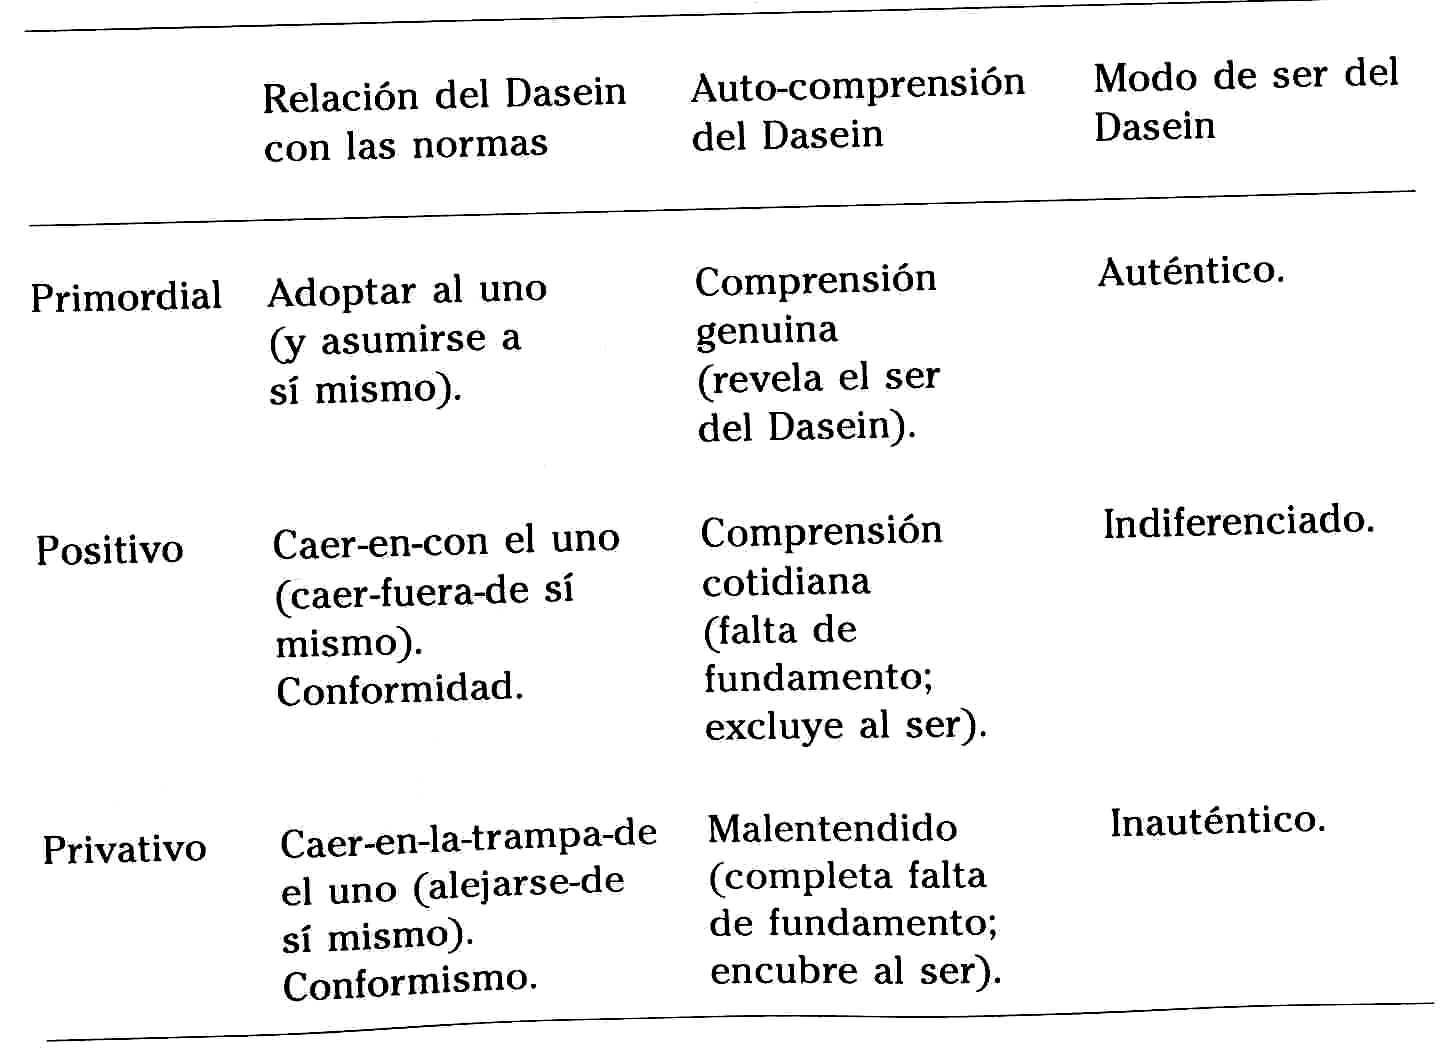 Relación del Dasein
con las normas
Auto-comprensión
del Dasein
Modo de ser del
Dasein
Primordial
Adoptar al uno
(y asumirse a
sí mismo).
Comprensión
genuina
(revela el ser
del Dasein).
Auténtico.
Positivo
Caer-en-con el uno
(caer-fuera-de sí
mismo).
Conformidad.
Comprensión
cotidiana
(falta de
fundamento;
excluye al ser).
Indiferenciado.
Privativo
Caer-en-la-trampa-de
el uno (alejarse-de
sí mismo).
Conformismo.
Malentendido
(completa falta
de fundamento;
encubre al ser).
Inauténtico.